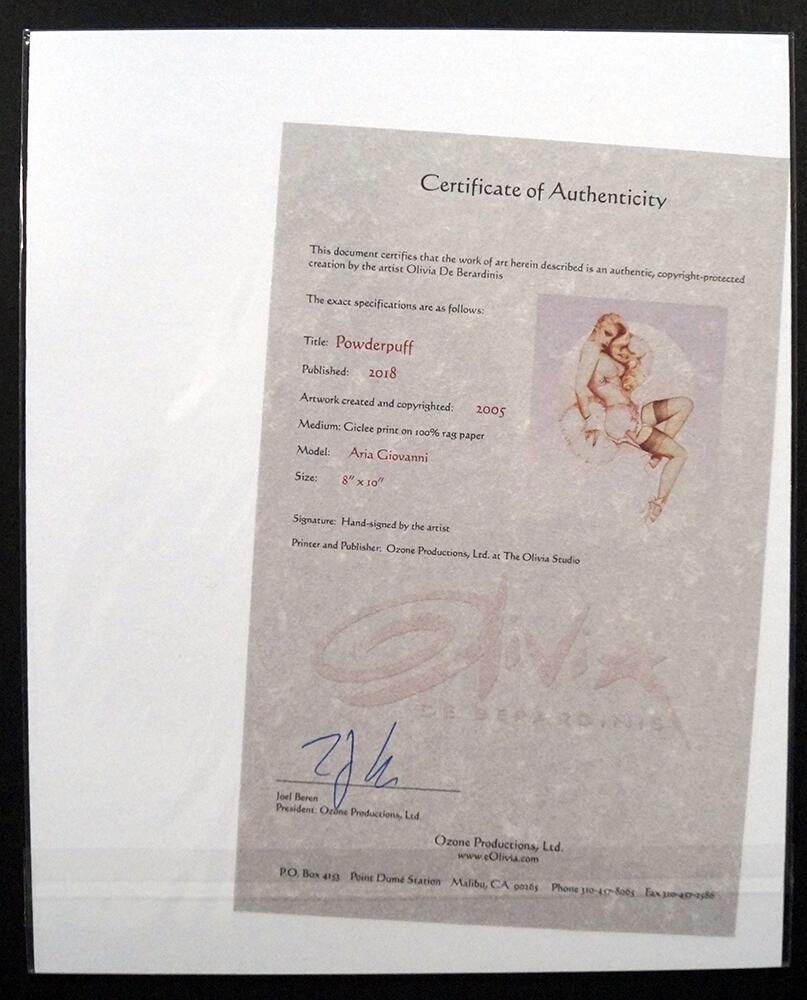 Certificate of Authenticity
This document certifies that the work of art herein described is an authentic, copyright-protected
creation by the artist Olivia De Berardinis
The exact specifications are as follows:
Title: Powderpuff
Published: 2018
Artwork created and copyrighted: 2005
Medium: Giclee print on 100% rag paper
Model: Aria Giovanni
Size: 8" x 10"
Signature: Hand-signed by the artist
Printer and Publisher: Ozone Productions, Ltd. at The Olivia Studio
Olivia
DE BERARDINIS
Joel Beren
President: Ozone Productions, Ltd
Ozone Productions, Ltd.
www.eOlivia.com
P.O. Box 4153 Point Dume Station Malibu, CA 90265 Phone 310-457-8065 Fax 310-457-2586